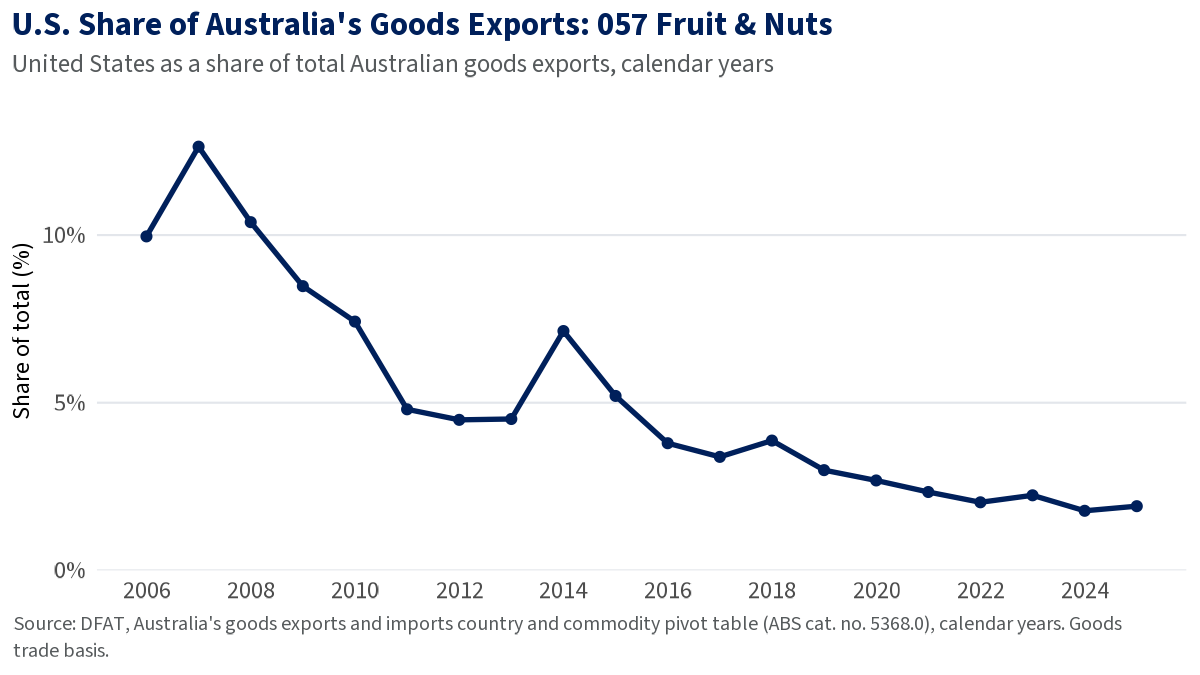 U.S. Share of Australia's Goods Exports: 057 Fruit & Nuts
United States as a share of total Australian goods exports, calendar years
Share of total (%)
10%
5%
0%
2006 2008 2010 2012 2014 2016 2018 2020 2022 2024
Source: DFAT, Australia's goods exports and imports country and commodity pivot table (ABS cat. no. 5368.0), calendar years. Goods
trade basis.